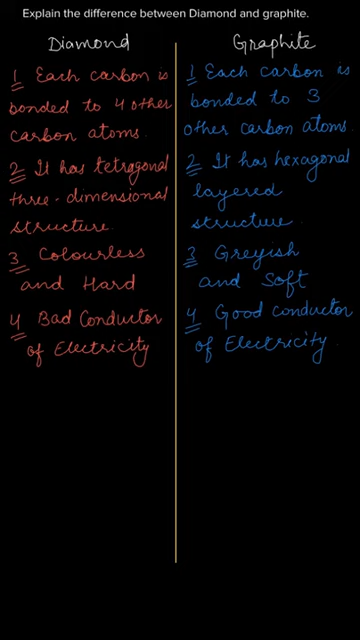 Explain the difference between Diamond and graphite.
Diamond
1 Each carbon is
bonded to 4 other
carbon atoms.
2 It has tetragonal
three-dimensional
structure.
3 Colourless
and Hard
4 Bad Conductor
of Electricity
Graphite
1 Each carbon is
bonded to 3
other carbon atoms.
2 It has hexagonal
layered
structure
3 Greyish
and Soft
4 Good conductor
of Electricity.